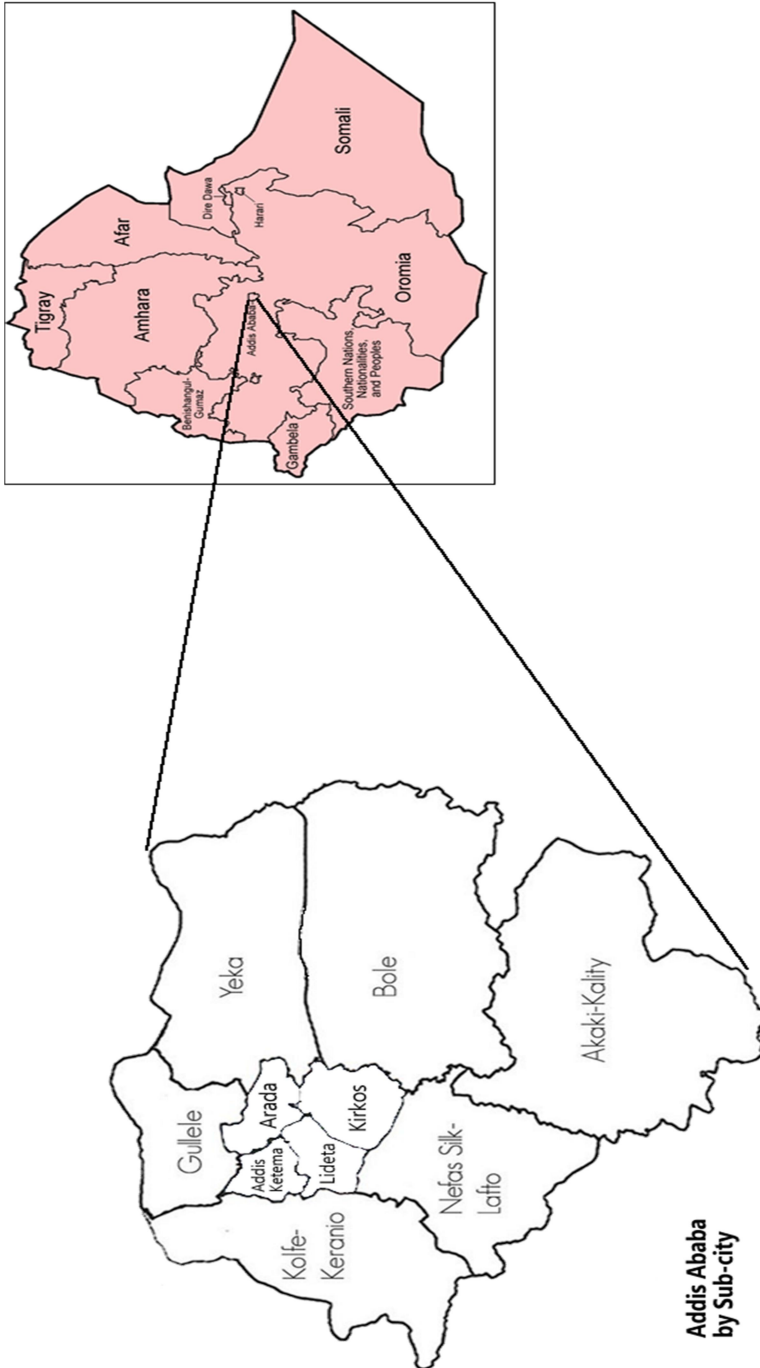 Tigray
Afar
Amhara
Benishangul-
Gumaz
Dire Dawa
Harari
Somali
Addis Ababa
Gambela
Oromia
Southern Nations,
Nationalities,
and Peoples
Gullele
Yeka
Addis
Ketema
Arada
Kolfe-
Keranio
Lideta
Kirkos
Bole
Nefas Silk-
Lafto
Akaki-Kality
Addis Ababa
by Sub-city